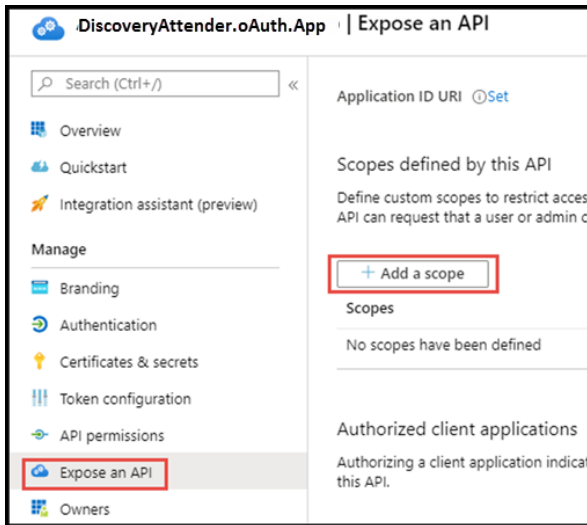 DiscoveryAttender.oAuth.App | Expose an API
Search (Ctrl+/)
«
Overview
Quickstart
Integration assistant (preview)
Manage
Branding
Authentication
Certificates & secrets
Token configuration
API permissions
Expose an API
Owners
Application ID URI Set
Scopes defined by this API
Define custom scopes to restrict acces
API can request that a user or admin c
+ Add a scope
Scopes
No scopes have been defined
Authorized client applications
Authorizing a client application indicat
this API.